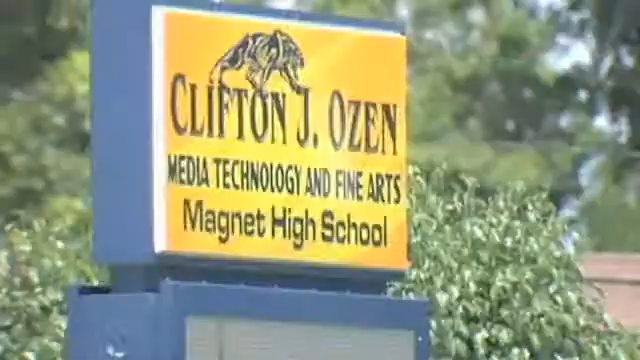 CLIFTON J. OZEN
MEDIA TECHNOLOGY AND FINE ARTS
Magnet High School